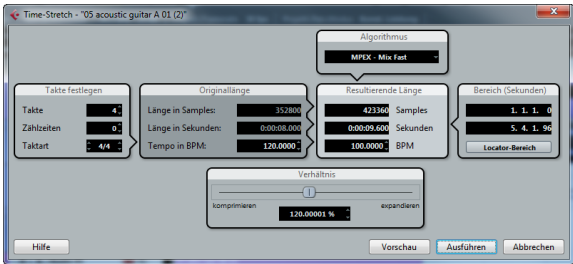 Time-Stretch - "05 acoustic guitar A 01 (2)"
Algorithmus
MPEX - Mix Fast
Takte festlegen
Takte 4
Zählzeiten 0
Taktart 4/4
Originallänge
Länge in Samples: 352800
Länge in Sekunden: 0:00:08.000
Tempo in BPM: 120.0000
Resultierende Länge
423360 Samples
0:00:09.600 Sekunden
100.0000 BPM
Bereich (Sekunden)
1. 1. 1. 0
5. 4. 1. 96
Locator-Bereich
Verhältnis
komprimieren expandieren
120.00001 %
Hilfe Vorschau Ausführen Abbrechen